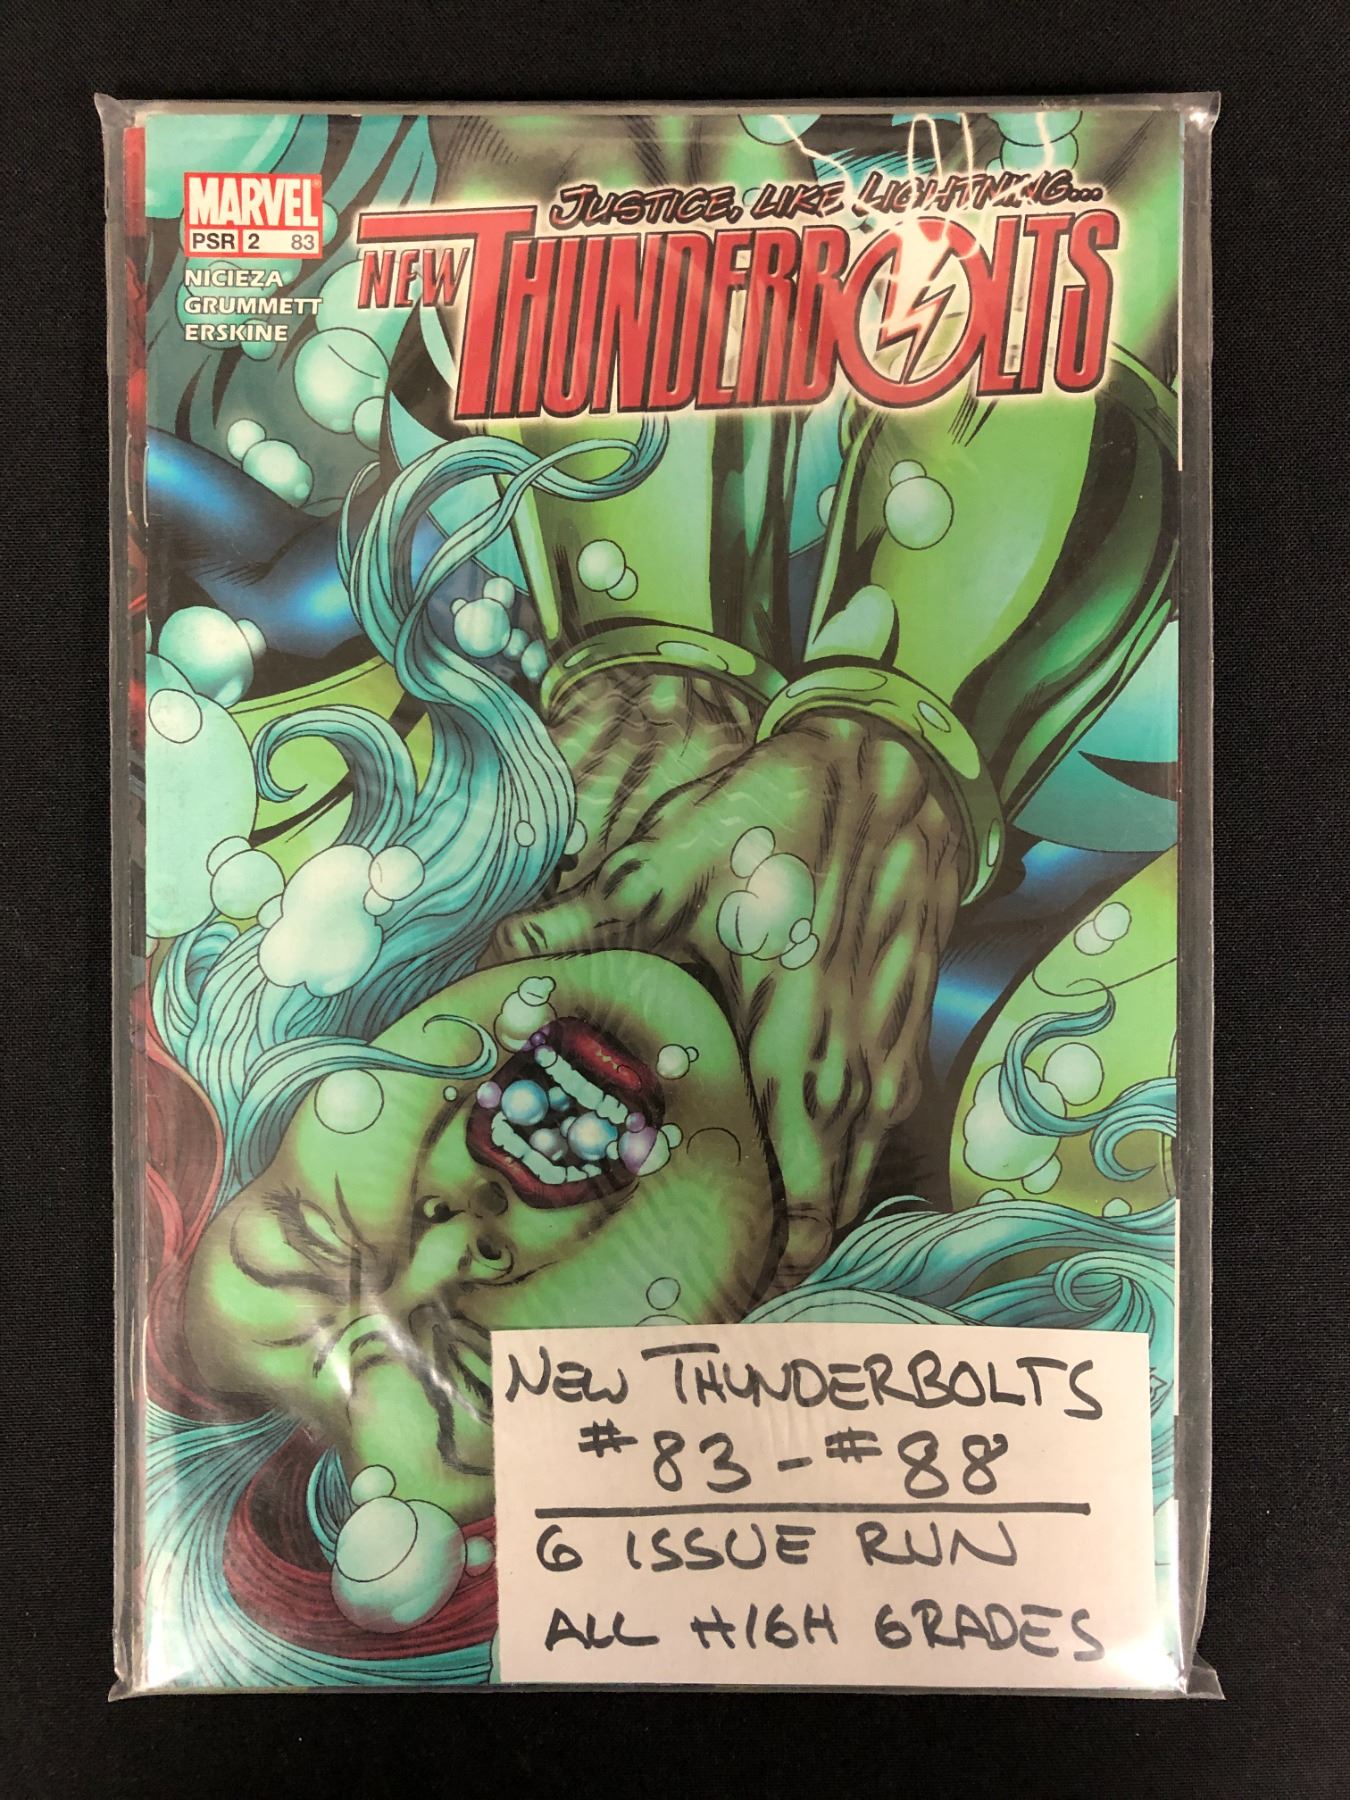 MARVEL
PSR 2 83
NICIEZA
GRUMMETT
ERSKINE
JUSTICE, LIKE LIGHTNING...
NEW THUNDERBOLTS
NEW THUNDERBOLTS
#83-#88
6 ISSUE RUN
ALL HIGH GRADES